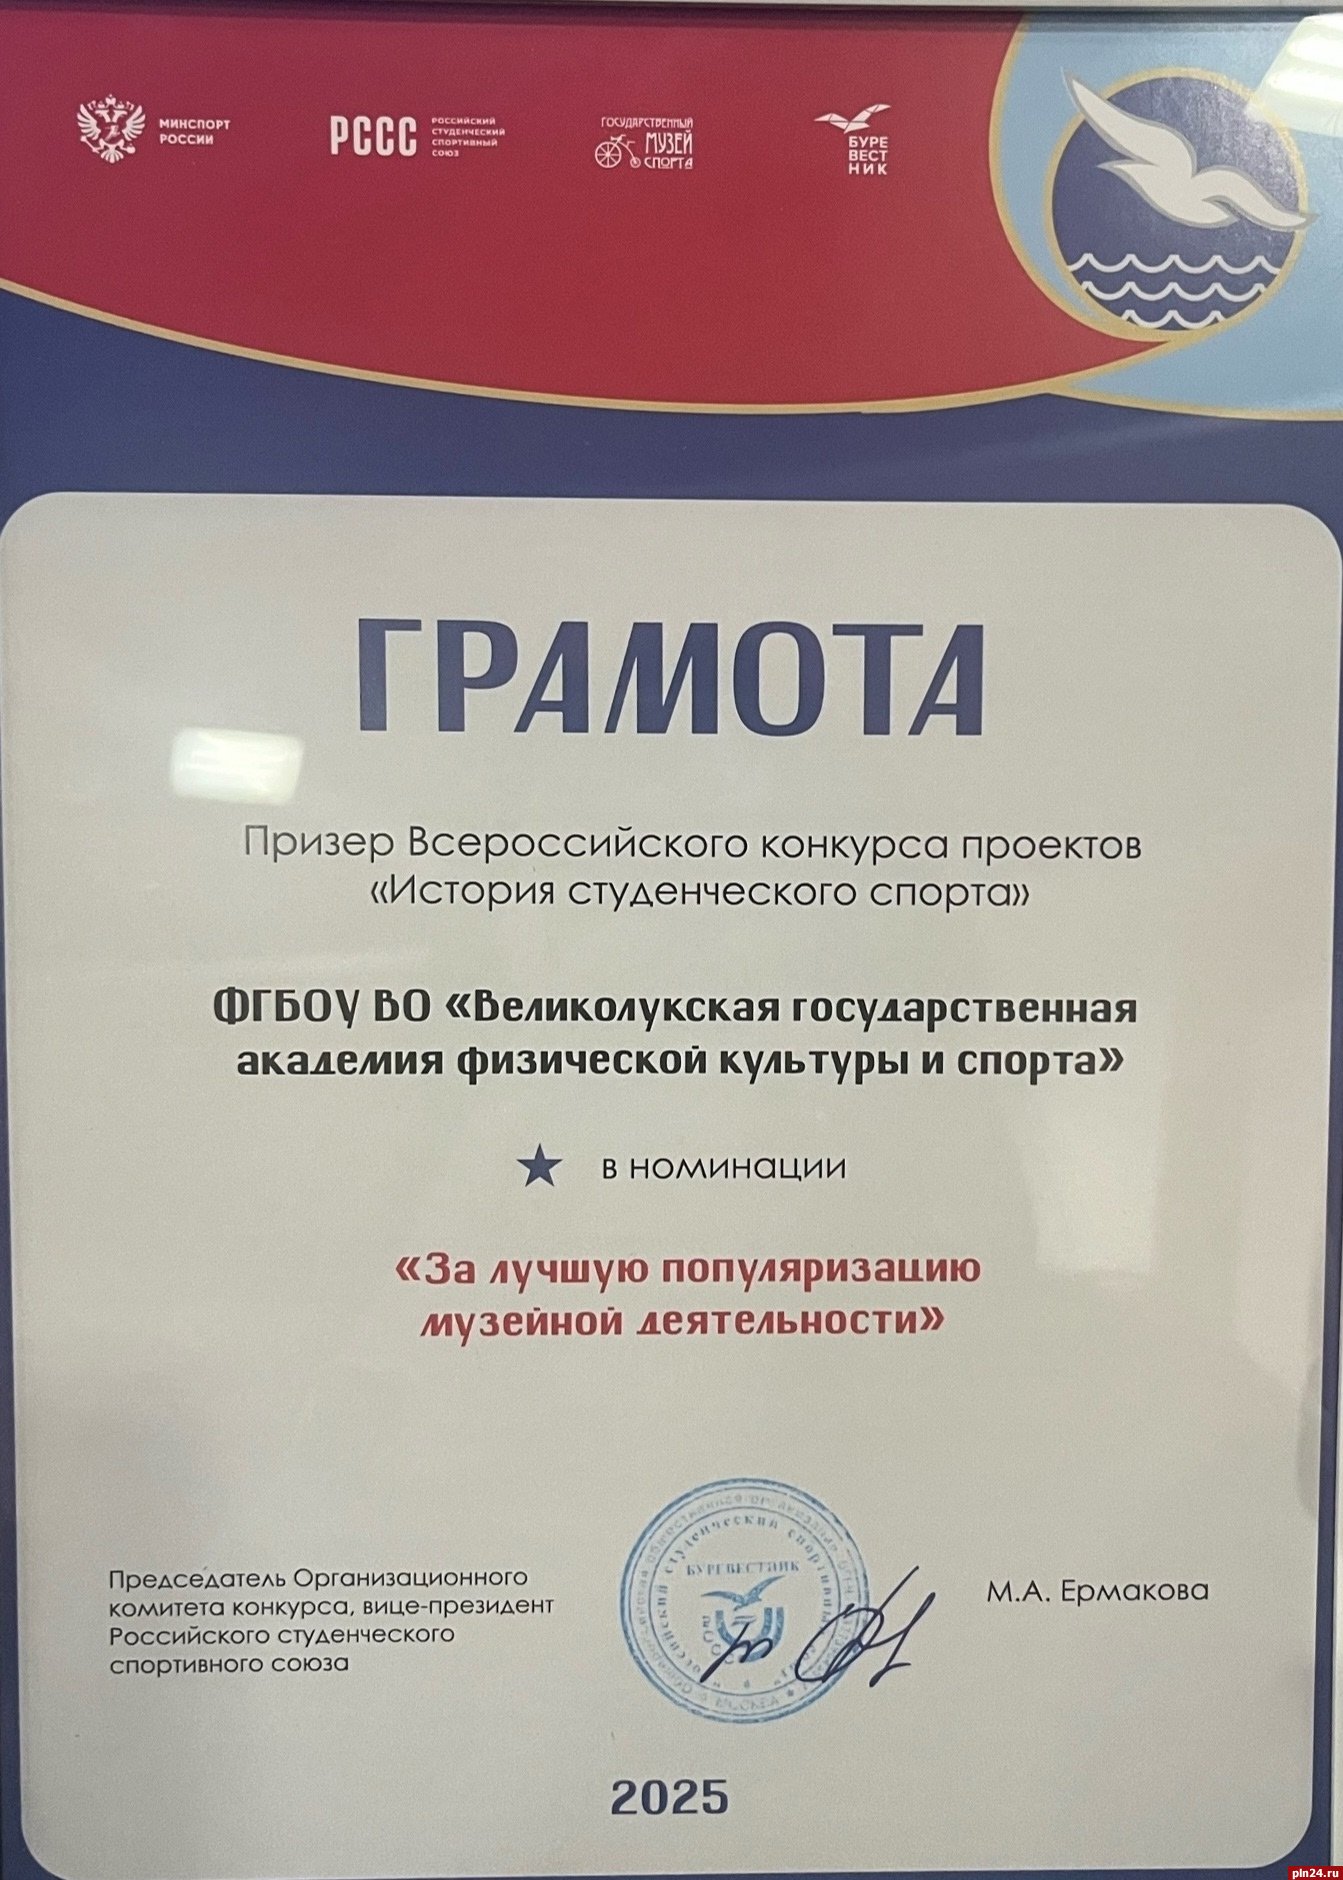 МИНСПОРТ
РОССИИ
РССС
РОССИЙСКИЙ
СТУДЕНЧЕСКИЙ
СПОРТИВНЫЙ
СОЮЗ
ГОСУДАРСТВЕННЫЙ
МУЗЕЙ
СПОРТА
БУРЕ
ВЕСТ
НИК
ГРАМОТА
Призер Всероссийского конкурса проектов
«История студенческого спорта»
ФГБОУ ВО «Великолукская государственная
академия физической культуры и спорта»
в номинации
«За лучшую популяризацию
музейной деятельности»
Председатель Организационного
комитета конкурса, вице-президент
Российского студенческого
спортивного союза
студенческий
БУРЕВЕСТНИК
МОСКВА
М.А. Ермакова
2025
pln24.ru